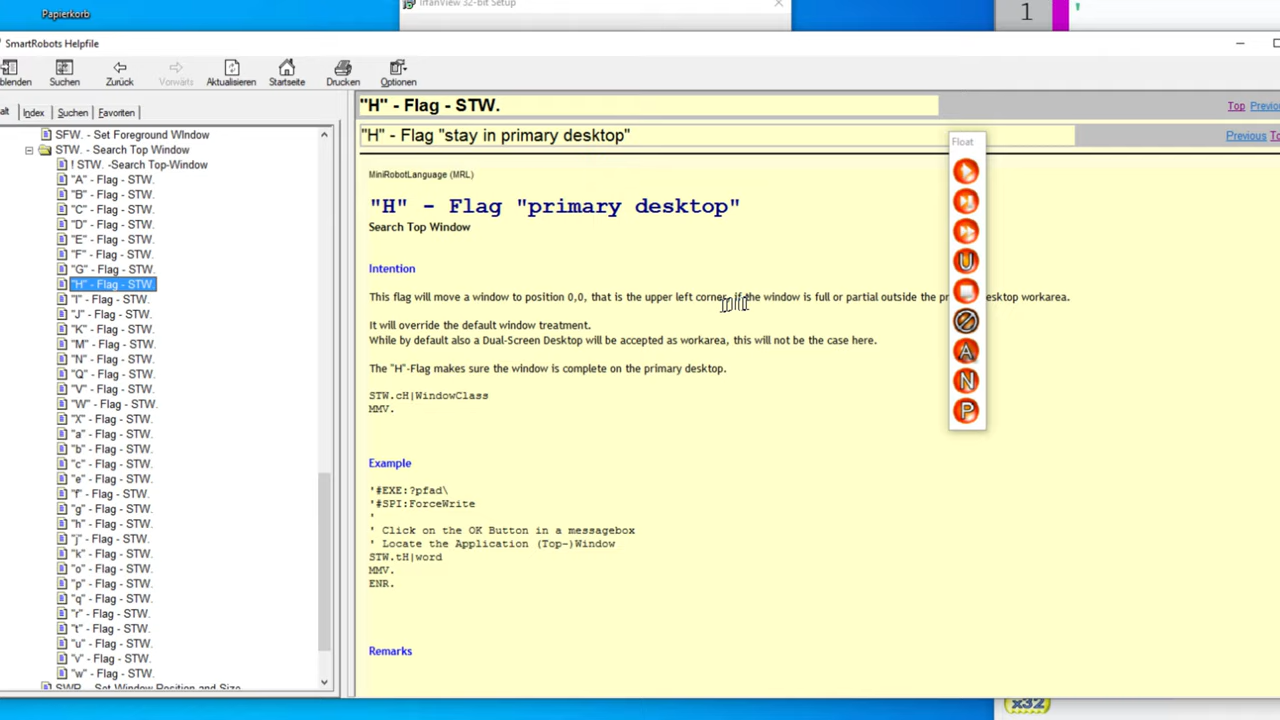 Papierkorb
IrfanView 32-bit Setup
1 '
SmartRobots Helpfile
blenden Suchen Zurück Vorwärts Aktualisieren Startseite Drucken Optionen
alt Index Suchen Favoriten
SFW. - Set Foreground WIndow
STW. - Search Top Window
! STW. -Search Top-Window
"A" - Flag - STW.
"B" - Flag - STW.
"C" - Flag - STW.
"D" - Flag - STW.
"E" - Flag - STW.
"F" - Flag - STW.
"G" - Flag - STW.
"H" - Flag - STW.
"I" - Flag - STW.
"J" - Flag - STW.
"K" - Flag - STW.
"M" - Flag - STW.
"N" - Flag - STW.
"Q" - Flag - STW.
"V" - Flag - STW.
"W" - Flag - STW.
"X" - Flag - STW.
"a" - Flag - STW.
"b" - Flag - STW.
"c" - Flag - STW.
"e" - Flag - STW.
"f" - Flag - STW.
"g" - Flag - STW.
"h" - Flag - STW.
"j" - Flag - STW.
"k" - Flag - STW.
"o" - Flag - STW.
"p" - Flag - STW.
"q" - Flag - STW.
"r" - Flag - STW.
"t" - Flag - STW.
"u" - Flag - STW.
"v" - Flag - STW.
"w" - Flag - STW.
SWP. - Set Window Position and Size
"H" - Flag - STW.
Top Previou
"H" - Flag "stay in primary desktop"
Previous To
MiniRobotLanguage (MRL)
"H" - Flag "primary desktop"
Search Top Window
Intention
This flag will move a window to position 0,0, that is the upper left corner, if the window is full or partial outside the pr esktop workarea.
It will override the default window treatment.
While by default also a Dual-Screen Desktop will be accepted as workarea, this will not be the case here.
The "H"-Flag makes sure the window is complete on the primary desktop.
STW.cH|WindowClass
MMV.
Example
'#EXE:?pfad\
'#SPI:ForceWrite
'
' Click on the OK Button in a messagebox
' Locate the Application (Top-)Window
STW.tH|word
MMV.
ENR.
Remarks
Float
U
A
N
P
x32